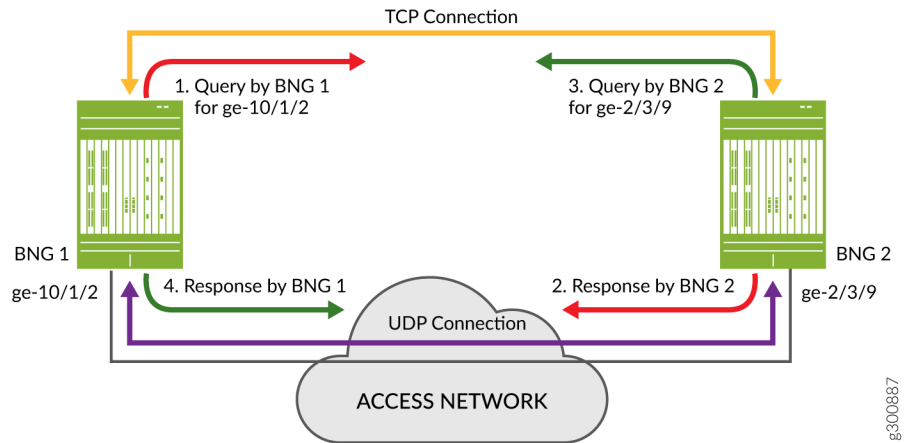 TCP Connection
1. Query by BNG 1
for ge-10/1/2
3. Query by BNG 2
for ge-2/3/9
BNG 1
BNG 2
ge-10/1/2
4. Response by BNG 1
2. Response by BNG 2
ge-2/3/9
UDP Connection
ACCESS NETWORK
g300887